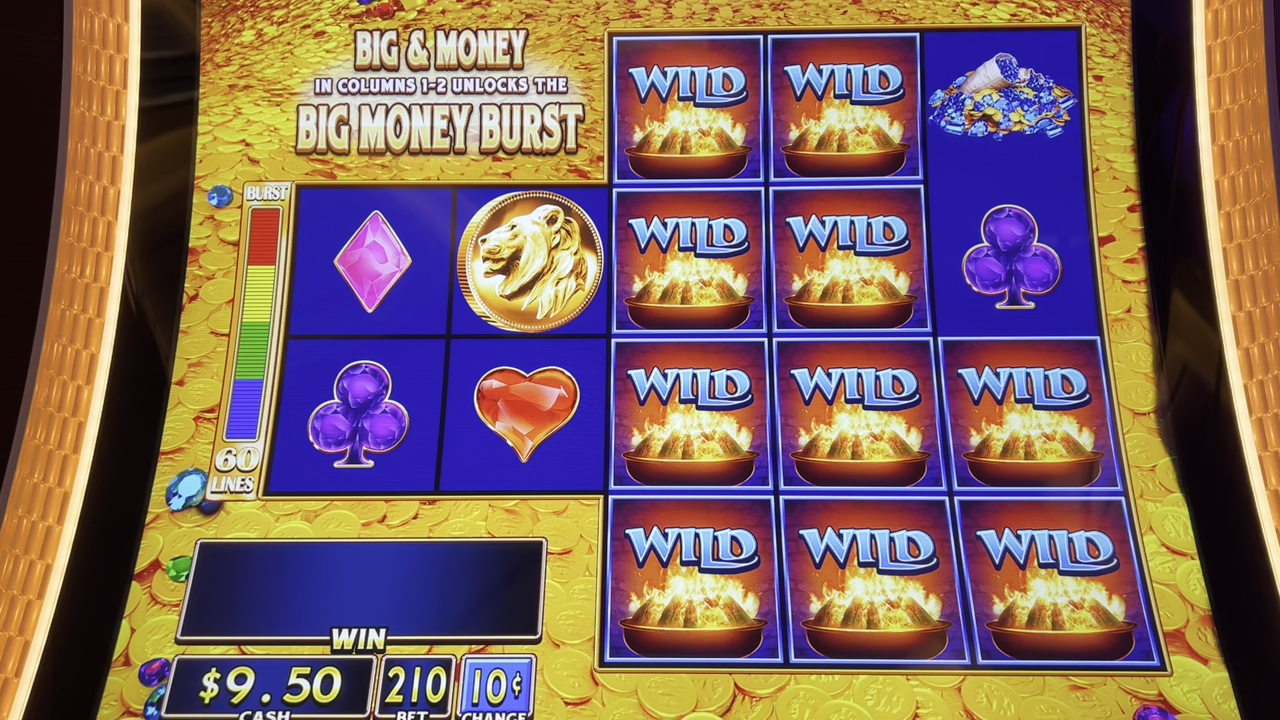 BIG & MONEY
IN COLUMNS 1-2 UNLOCKS THE
BIG MONEY BURST
WILD WILD
BURST
WILD WILD
WILD WILD WILD
60
LINES
WILD WILD WILD
WIN
$9.50 210 10¢
CASH BET CHANGE